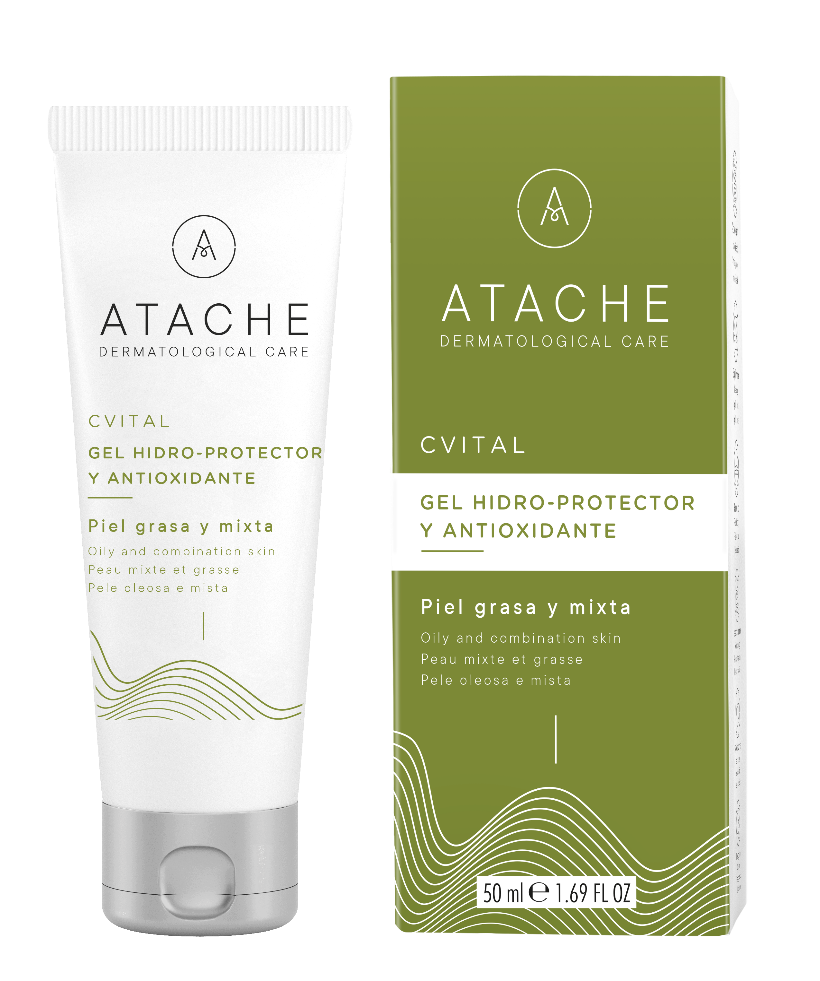 ATACHE
DERMATOLOGICAL CARE
CVITAL
GEL HIDRO-PROTECTOR
Y ANTIOXIDANTE
Piel grasa y mixta
Oily and combination skin
Peau mixte et grasse
Pele oleosa e mista
ATACHE
DERMATOLOGICAL CARE
CVITAL
GEL HIDRO-PROTECTOR
Y ANTIOXIDANTE
Piel grasa y mixta
Oily and combination skin
Peau mixte et grasse
Pele oleosa e mista
50 ml ℮ 1.69 FL OZ